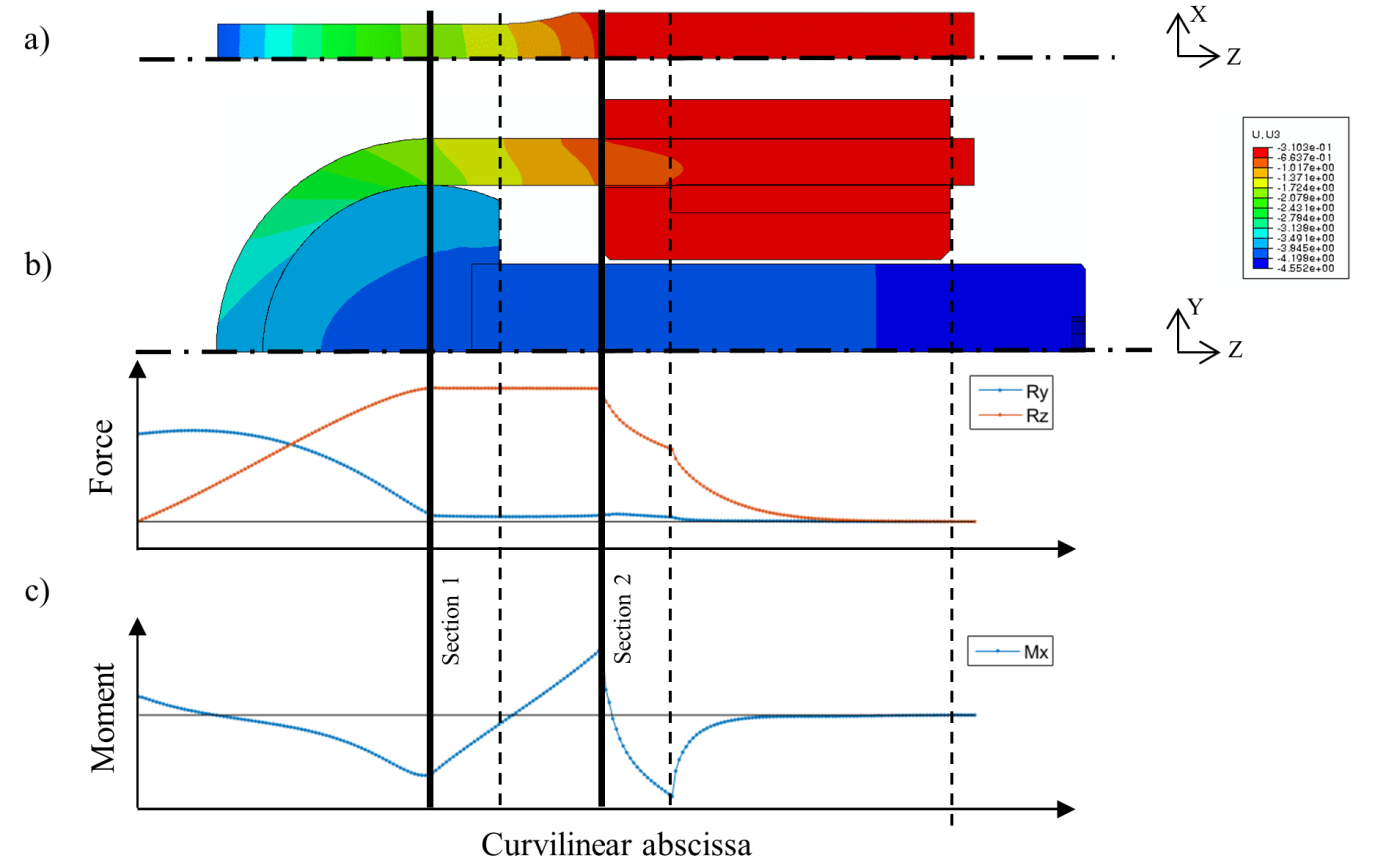 a)
X
Z
U, U3
-3.103e-01
-6.637e-01
-1.017e+00
-1.371e+00
-1.724e+00
-2.078e+00
-2.431e+00
-2.784e+00
-3.138e+00
-3.491e+00
-3.845e+00
-4.198e+00
-4.552e+00
b)
Y
Z
Force
Ry
Rz
c)
Section 1
Section 2
Moment
Mx
Curvilinear abscissa